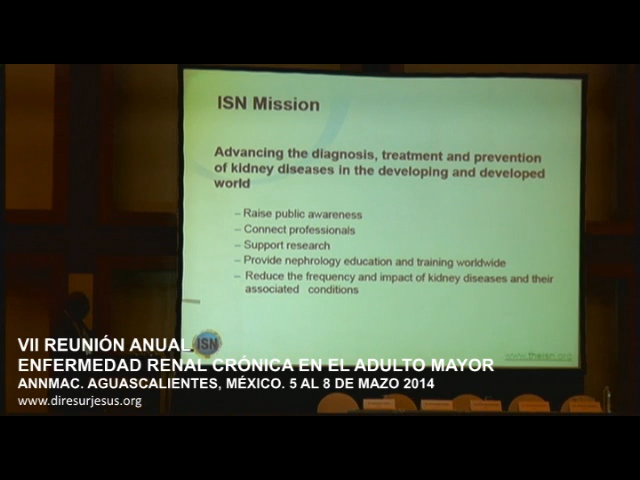 ISN Mission
Advancing the diagnosis, treatment and prevention
of kidney diseases in the developing and developed
world
– Raise public awareness
– Connect professionals
– Support research
– Provide nephrology education and training worldwide
– Reduce the frequency and impact of kidney diseases and their
associated conditions
ISN
www.theisn.org
VII REUNIÓN ANUAL.
ENFERMEDAD RENAL CRÓNICA EN EL ADULTO MAYOR
ANNMAC. AGUASCALIENTES, MÉXICO. 5 AL 8 DE MAZO 2014
www.diresurjesus.org